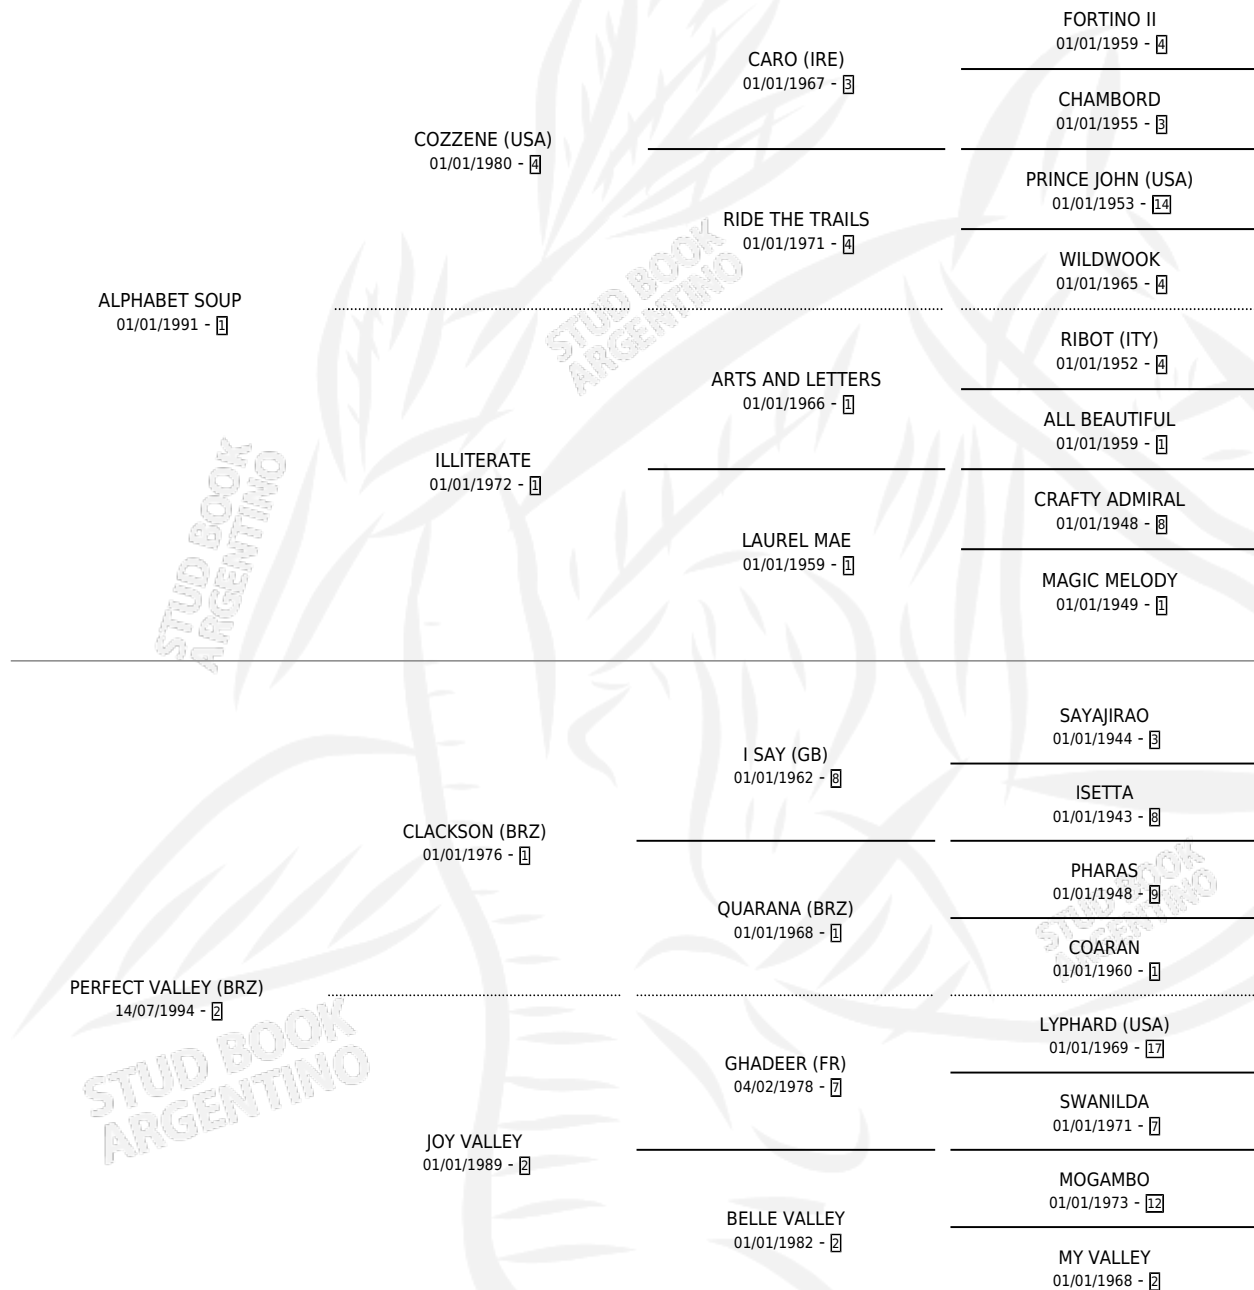 FORTINO II
01/01/1959 - 4
CARO (IRE)
01/01/1967 - 3
CHAMBORD
01/01/1955 - 3
COZZENE (USA)
01/01/1980 - 4
PRINCE JOHN (USA)
01/01/1953 - 14
RIDE THE TRAILS
01/01/1971 - 4
WILDWOOK
01/01/1965 - 4
ALPHABET SOUP
01/01/1991 - 1
RIBOT (ITY)
01/01/1952 - 4
ARTS AND LETTERS
01/01/1966 - 1
ALL BEAUTIFUL
01/01/1959 - 1
ILLITERATE
01/01/1972 - 1
CRAFTY ADMIRAL
01/01/1948 - 8
LAUREL MAE
01/01/1959 - 1
MAGIC MELODY
01/01/1949 - 1
SAYAJIRAO
01/01/1944 - 3
I SAY (GB)
01/01/1962 - 8
ISETTA
01/01/1943 - 8
CLACKSON (BRZ)
01/01/1976 - 1
PHARAS
01/01/1948 - 9
QUARANA (BRZ)
01/01/1968 - 1
COARAN
01/01/1960 - 1
PERFECT VALLEY (BRZ)
14/07/1994 - 2
LYPHARD (USA)
01/01/1969 - 17
GHADEER (FR)
04/02/1978 - 7
SWANILDA
01/01/1971 - 7
JOY VALLEY
01/01/1989 - 2
MOGAMBO
01/01/1973 - 12
BELLE VALLEY
01/01/1982 - 2
MY VALLEY
01/01/1968 - 2
STUD BOOK
ARGENTINO
STUD BOOK
ARGENTINO
STUD BOOK
ARGENTINO
STUD BOOK
ARGENTINO